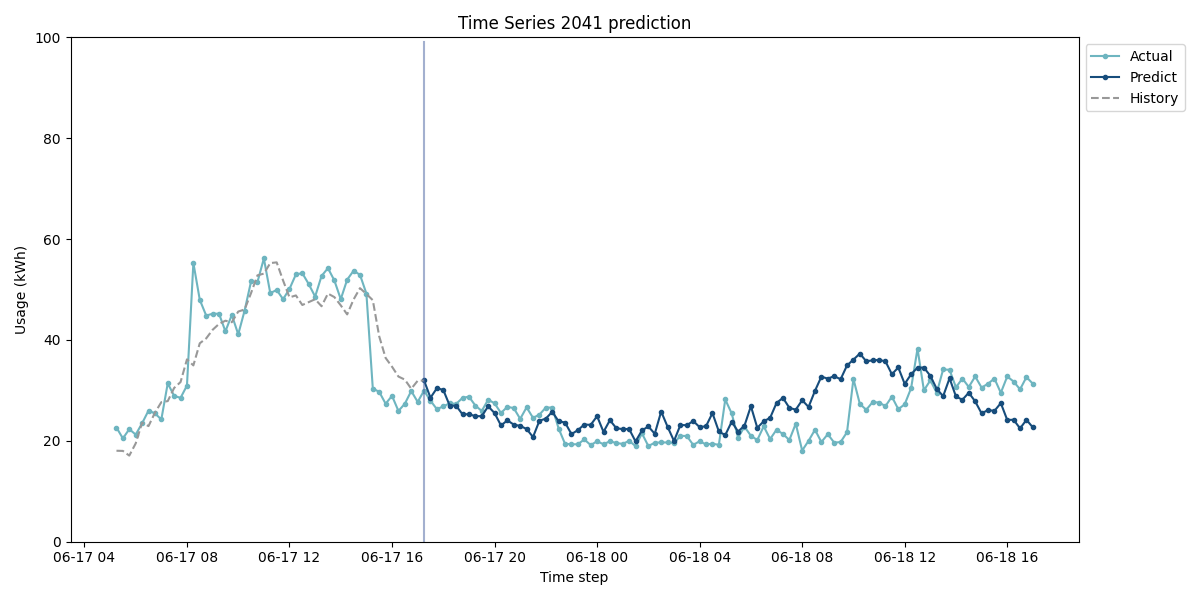 Time Series 2041 prediction
Usage (kWh)
100
80
60
40
20
0
06-17 04
06-17 08
06-17 12
06-17 16
06-17 20
06-18 00
06-18 04
06-18 08
06-18 12
06-18 16
Time step
Actual
Predict
History